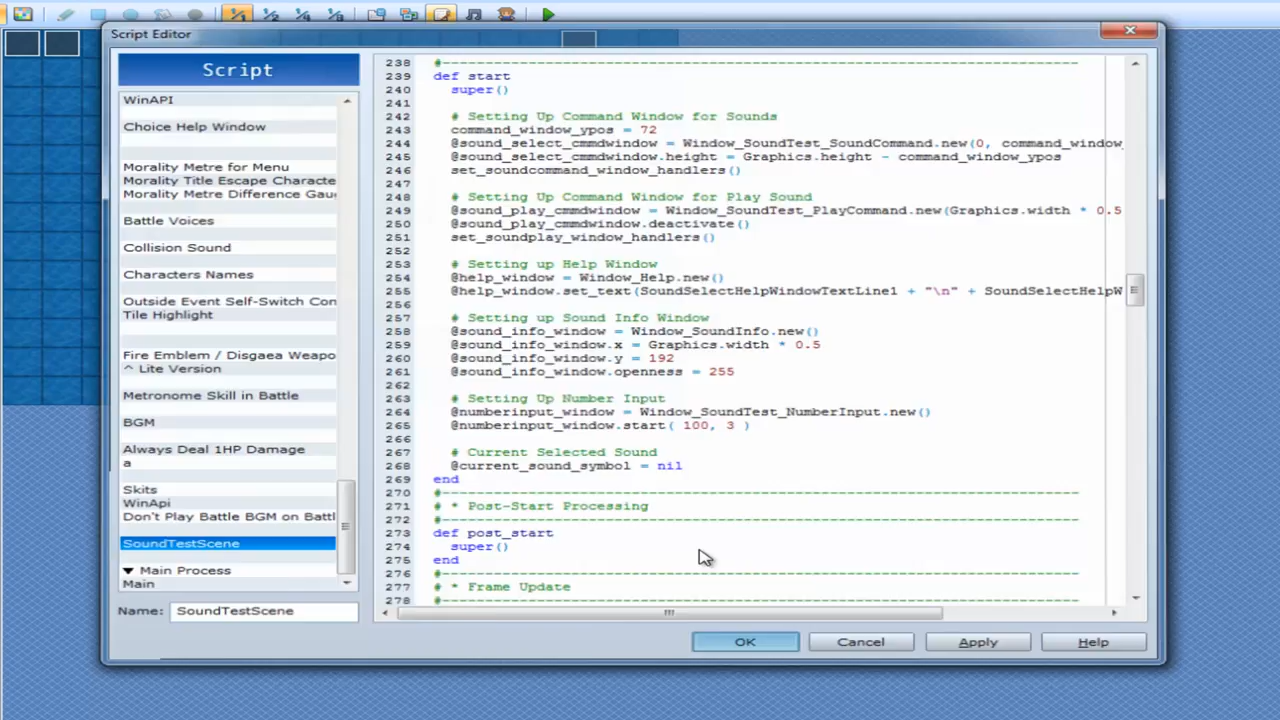 1/1 1/2 1/4 1/8
Script Editor
Script
WinAPI
Choice Help Window
Morality Metre for Menu
Morality Title Escape Characte
Morality Metre Difference Gau
Battle Voices
Collision Sound
Characters Names
Outside Event Self-Switch Con
Tile Highlight
Fire Emblem / Disgaea Weapo
^ Lite Version
Metronome Skill in Battle
BGM
Always Deal 1HP Damage
a
Skits
WinApi
Don't Play Battle BGM on Battl
SoundTestScene
▼ Main Process
Main
Name: SoundTestScene
238 #------------------------------------------------------------------------
239 def start
240 super()
241
242 # Setting Up Command Window for Sounds
243 command_window_ypos = 72
244 @sound_select_cmmdwindow = Window_SoundTest_SoundCommand.new(0, command_window_
245 @sound_select_cmmdwindow.height = Graphics.height - command_window_ypos
246 set_soundcommand_window_handlers()
247
248 # Setting Up Command Window for Play Sound
249 @sound_play_cmmdwindow = Window_SoundTest_PlayCommand.new(Graphics.width * 0.5
250 @sound_play_cmmdwindow.deactivate()
251 set_soundplay_window_handlers()
252
253 # Setting up Help Window
254 @help_window = Window_Help.new()
255 @help_window.set_text(SoundSelectHelpWindowTextLine1 + "\n" + SoundSelectHelpW
256
257 # Setting up Sound Info Window
258 @sound_info_window = Window_SoundInfo.new()
259 @sound_info_window.x = Graphics.width * 0.5
260 @sound_info_window.y = 192
261 @sound_info_window.openness = 255
262
263 # Setting Up Number Input
264 @numberinput_window = Window_SoundTest_NumberInput.new()
265 @numberinput_window.start( 100, 3 )
266
267 # Current Selected Sound
268 @current_sound_symbol = nil
269 end
270 #------------------------------------------------------------------------
271 # * Post-Start Processing
272 #------------------------------------------------------------------------
273 def post_start
274 super()
275 end
276 #------------------------------------------------------------------------
277 # * Frame Update
278 #------------------------------------------------------------------------
OK Cancel Apply Help